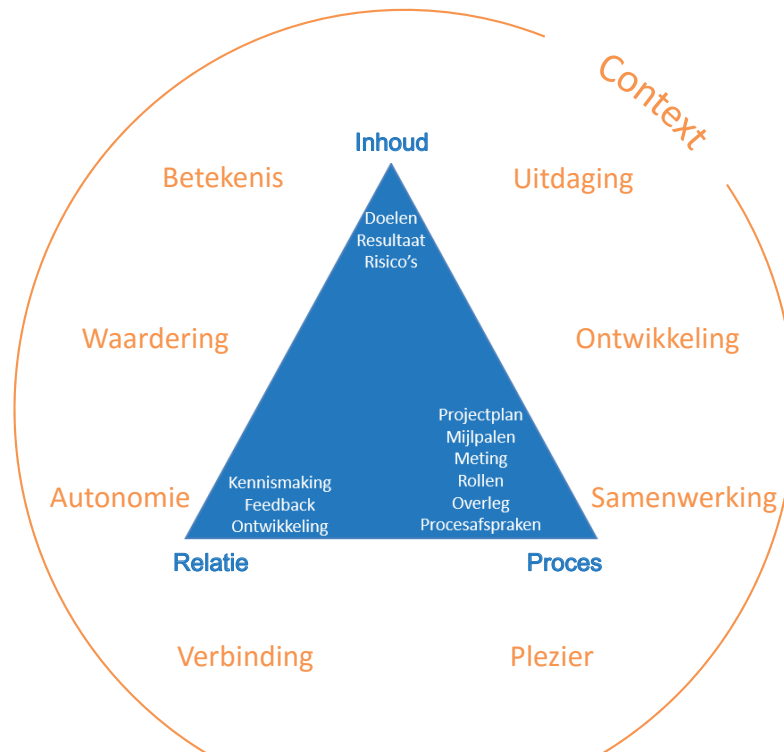 Context
Inhoud
Betekenis
Uitdaging
Doelen
Resultaat
Risico's
Waardering
Ontwikkeling
Projectplan
Mijlpalen
Meting
Rollen
Overleg
Procesafspraken
Autonomie
Kennismaking
Feedback
Ontwikkeling
Samenwerking
Relatie
Proces
Verbinding
Plezier